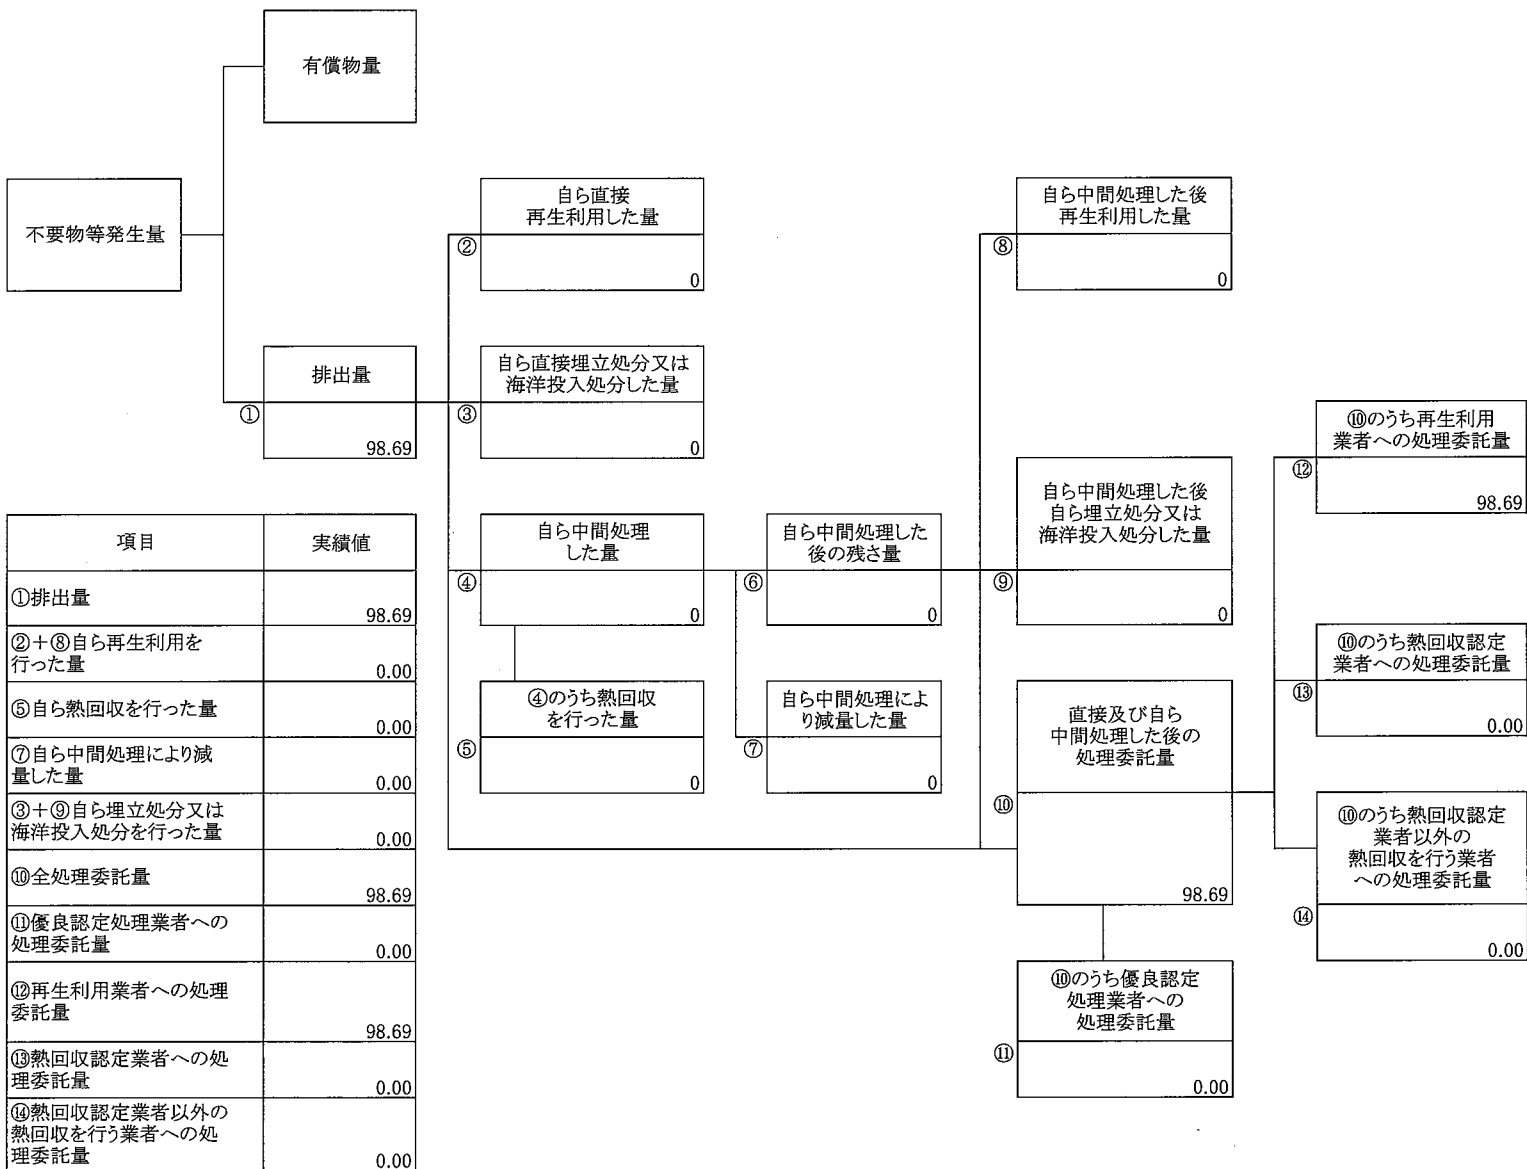 有償物量
不要物等発生量
自ら直接
再生利用した量
②
0
自ら中間処理した後
再生利用した量
⑧
0
排出量
①
98.69
自ら直接埋立処分又は
海洋投入処分した量
③
0
自ら中間処理
した量
④
0
自ら中間処理した
後の残さ量
⑥
0
自ら中間処理した後
自ら埋立処分又は
海洋投入処分した量
⑨
0
⑩のうち再生利用
業者への処理委託量
⑫
98.69
④のうち熱回収
を行った量
⑤
0
自ら中間処理によ
り減量した量
⑦
0
直接及び自ら
中間処理した後の
処理委託量
⑩
98.69
⑩のうち熱回収認定
業者への処理委託量
⑬
0.00
⑩のうち熱回収認定
業者以外の
熱回収を行う業者
への処理委託量
⑭
0.00
⑩のうち優良認定
処理業者への
処理委託量
⑪
0.00
項目 実績値
①排出量
98.69
②+⑧自ら再生利用を
行った量
0.00
⑤自ら熱回収を行った量
0.00
⑦自ら中間処理により減
量した量
0.00
③+⑨自ら埋立処分又は
海洋投入処分を行った量
0.00
⑩全処理委託量
98.69
⑪優良認定処理業者への
処理委託量
0.00
⑫再生利用業者への処理
委託量
98.69
⑬熱回収認定業者への処
理委託量
0.00
⑭熱回収認定業者以外の
熱回収を行う業者への処
理委託量
0.00